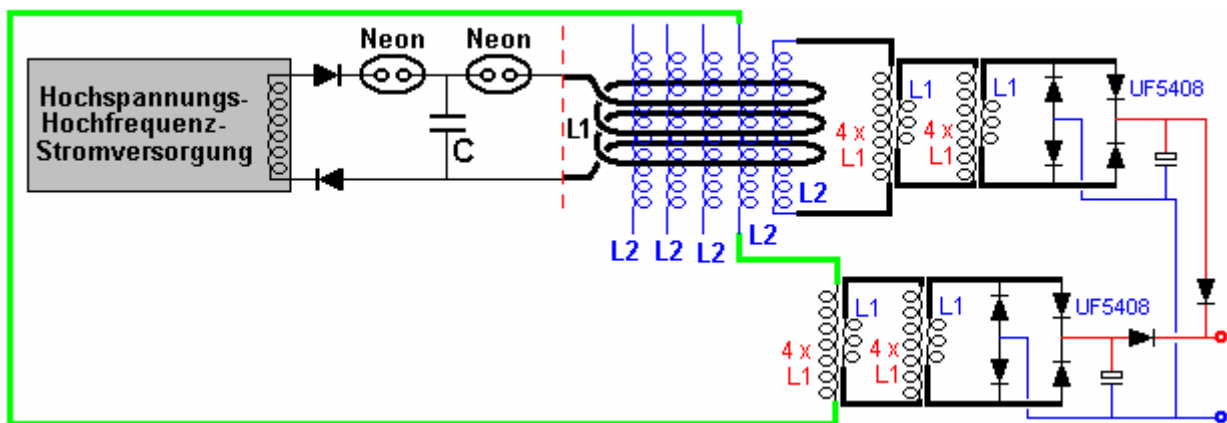 Neon
Neon
Hochspannungs-
Hochfrequenz-
Stromversorgung
C
L1
L2
L2
L2
L2
L2
4 x
L1
L1
4 x
L1
L1
UF5408
4 x
L1
L1
4 x
L1
L1
UF5408